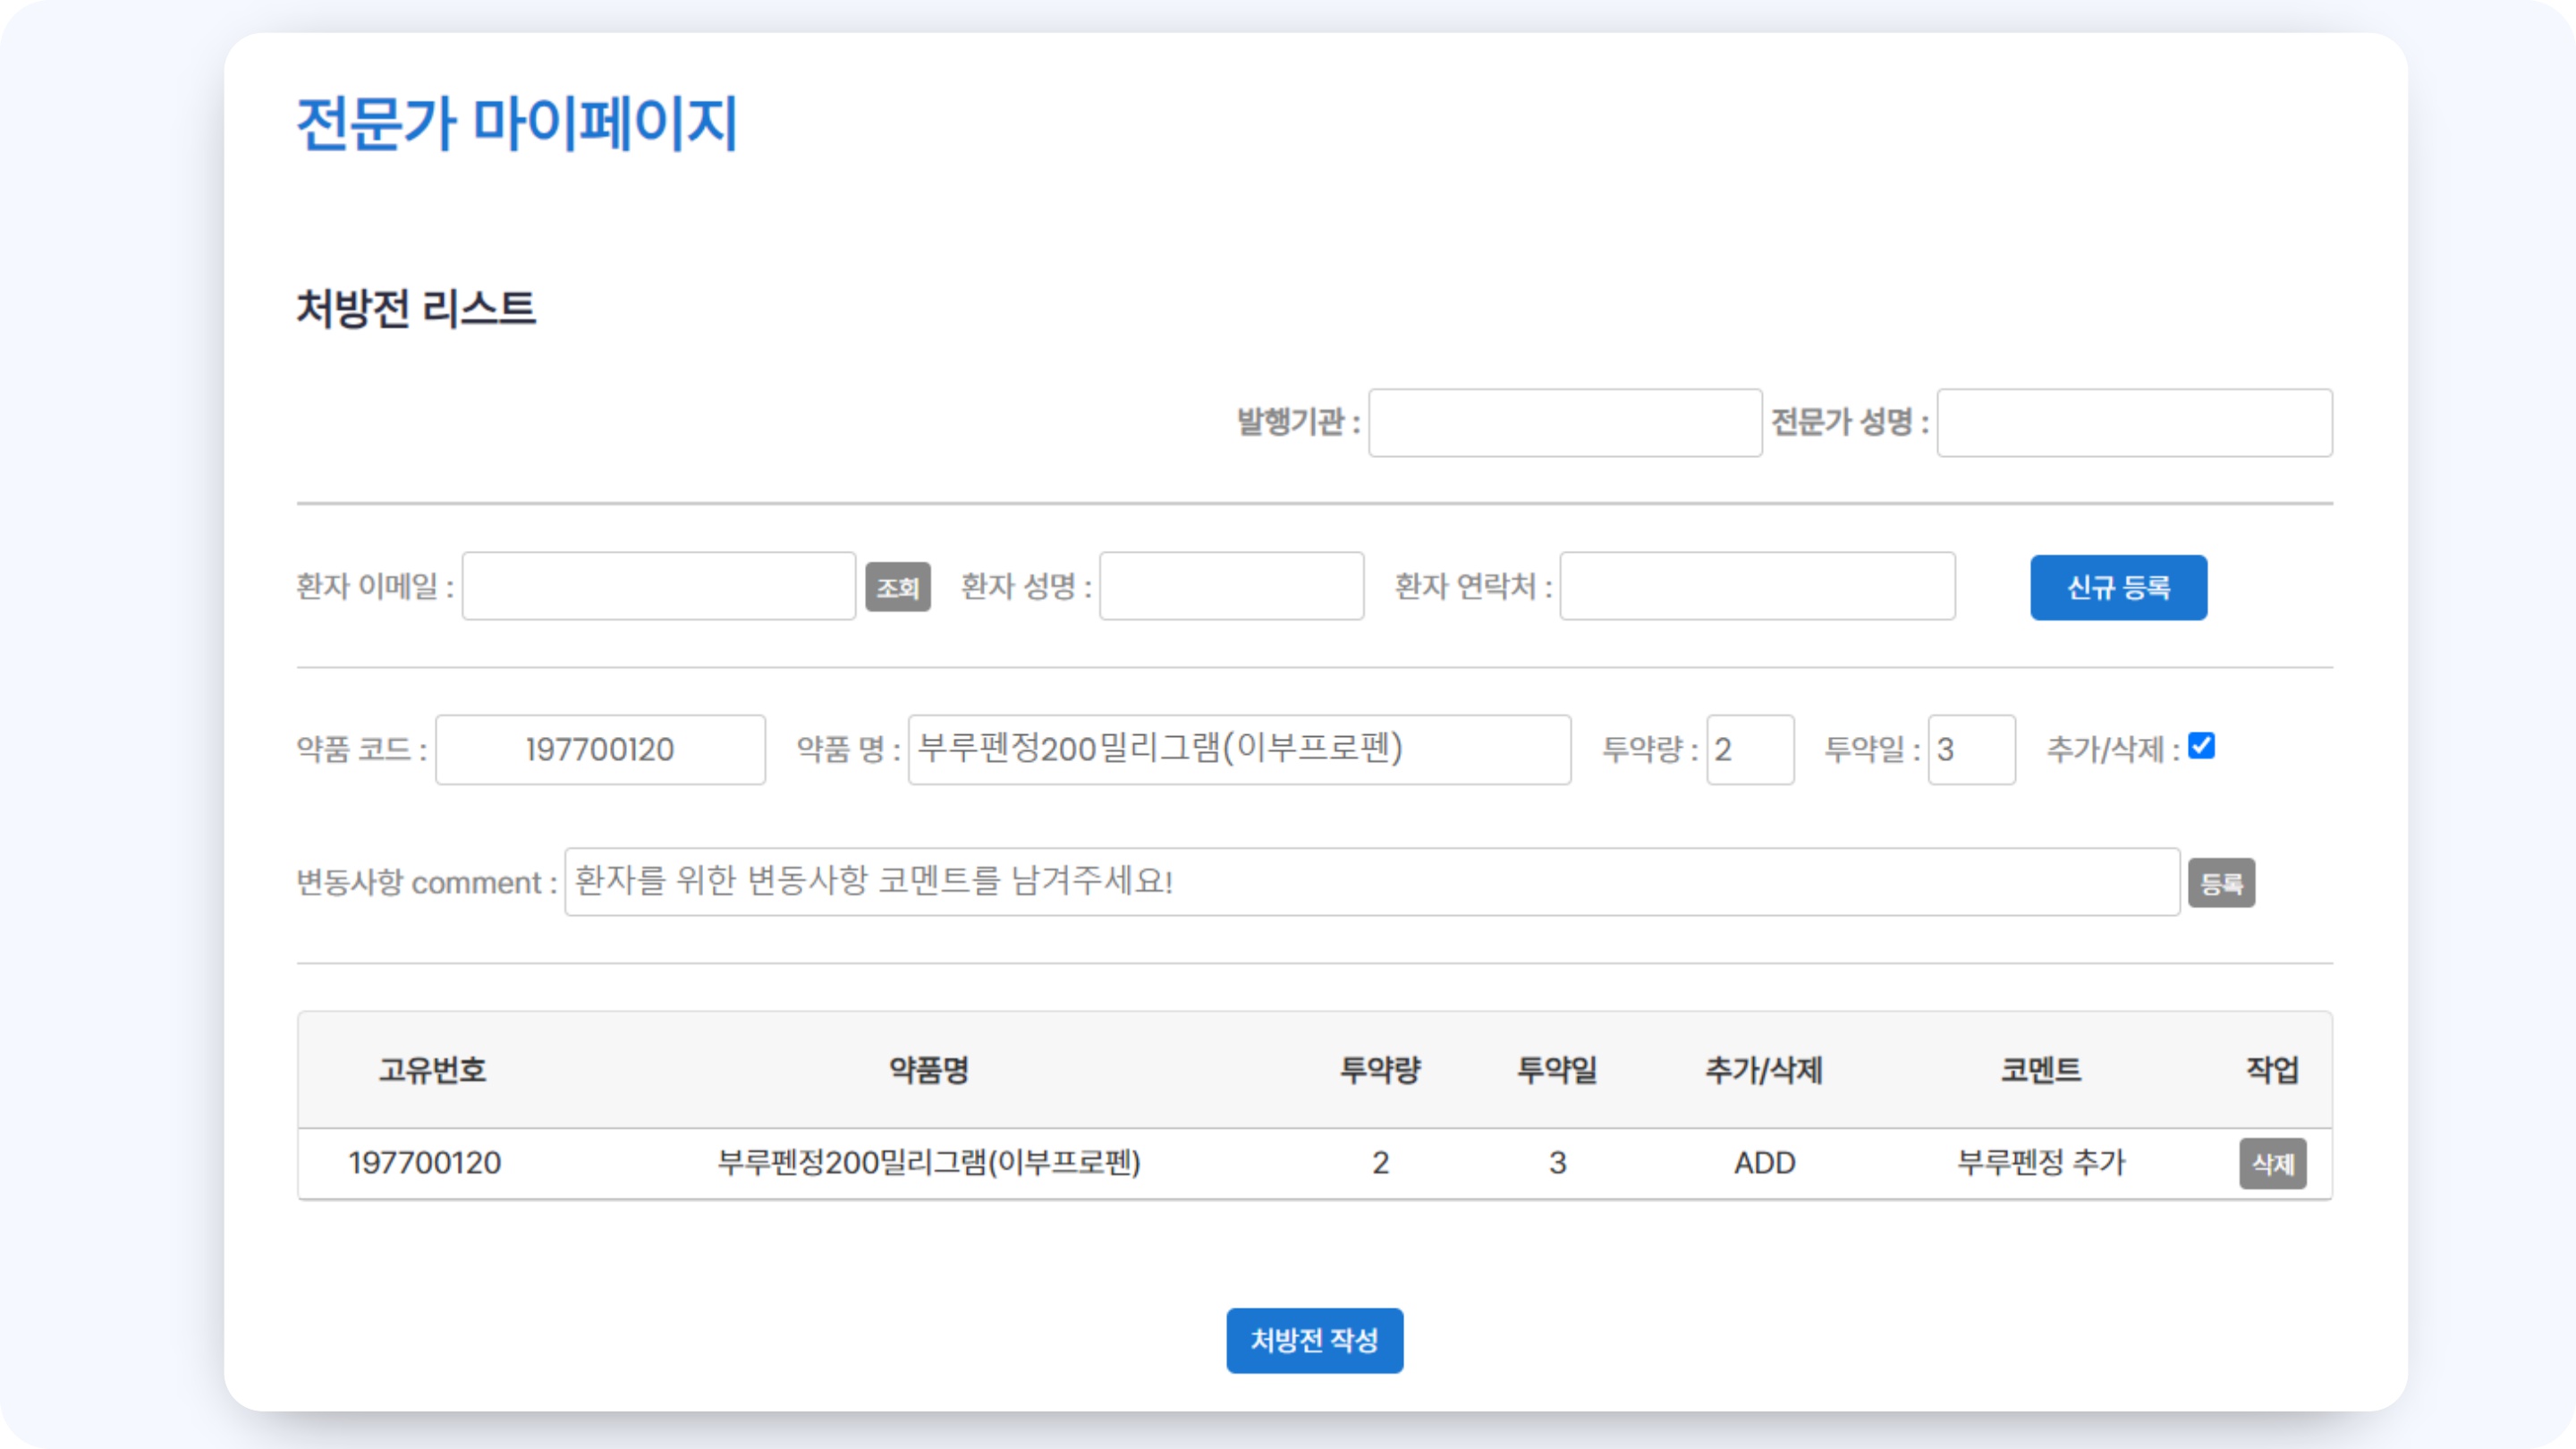 전문가 마이페이지
처방전 리스트
발행기관 : 전문가 성명 :
환자 이메일 : 조회 환자 성명 : 환자 연락처 : 신규 등록
약품 코드 : 197700120 약품 명 : 부루펜정200밀리그램(이부프로펜) 투약량 : 2 투약일 : 3 추가/삭제 :
변동사항 comment : 환자를 위한 변동사항 코멘트를 남겨주세요! 등록
고유번호 약품명 투약량 투약일 추가/삭제 코멘트 작업
197700120 부루펜정200밀리그램(이부프로펜) 2 3 ADD 부루펜정 추가 삭제
처방전 작성